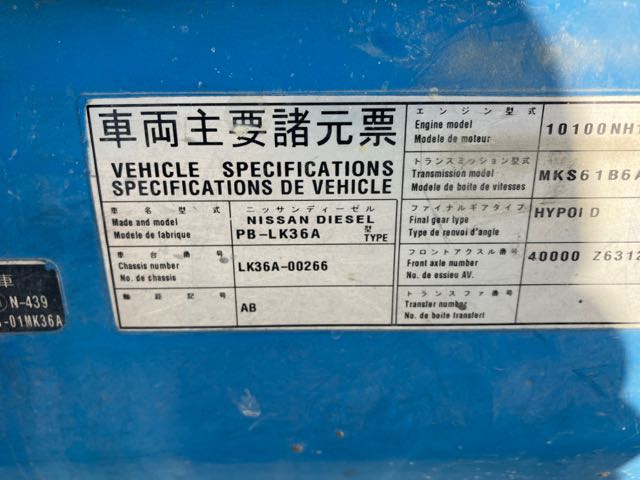 車両主要諸元票
VEHICLE SPECIFICATIONS
SPECIFICATIONS DE VEHICLE
車名型式
Made and model
Modele de fabrique
ニッサンディーゼル
NISSAN DIESEL
PB-LK36A 型 TYPE
車台番号
Chassis number
No. de chassis
LK36A-00266
軸距記号
AB
エンジン型式
Engine model
Modele de moteur
10100NH1
トランスミッション型式
Transmission model
Modele de boite de vitesses
MKS61B6A
ファイナルギアタイプ
Final gear type
Type de renvoi d'angle
HYPOID
フロントアクスル番号
Front axle number
No. de essieu AV.
40000 Z6312
トランスファ番号
Transfer number
No. de boite transfert
車
N-439
-01MK36A